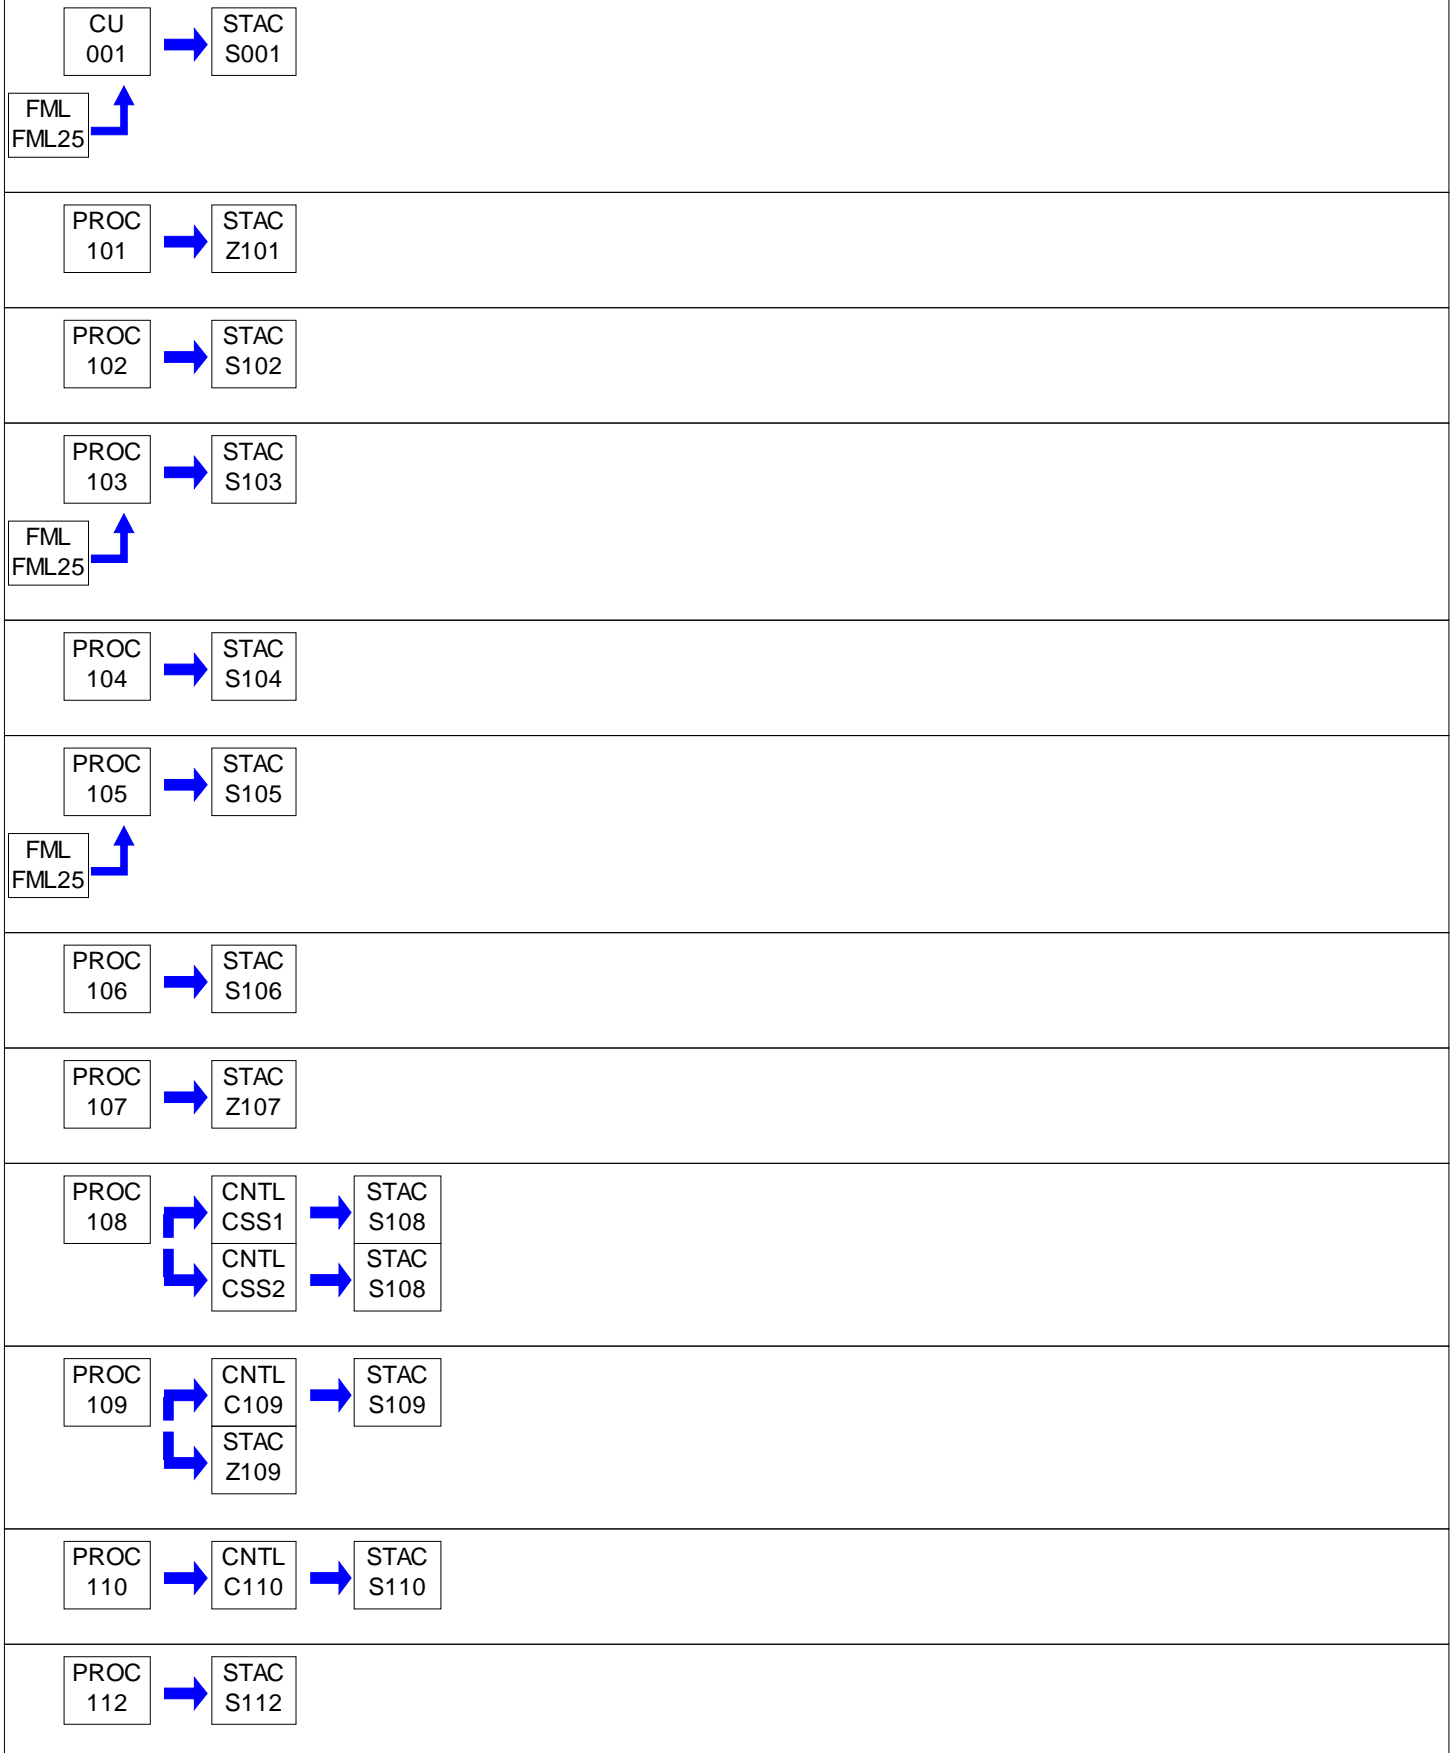 CU
001
STAC
S001
FML
FML25
PROC
101
STAC
Z101
PROC
102
STAC
S102
PROC
103
STAC
S103
FML
FML25
PROC
104
STAC
S104
PROC
105
STAC
S105
FML
FML25
PROC
106
STAC
S106
PROC
107
STAC
Z107
PROC
108
CNTL
CSS1
STAC
S108
CNTL
CSS2
STAC
S108
PROC
109
CNTL
C109
STAC
S109
STAC
Z109
PROC
110
CNTL
C110
STAC
S110
PROC
112
STAC
S112